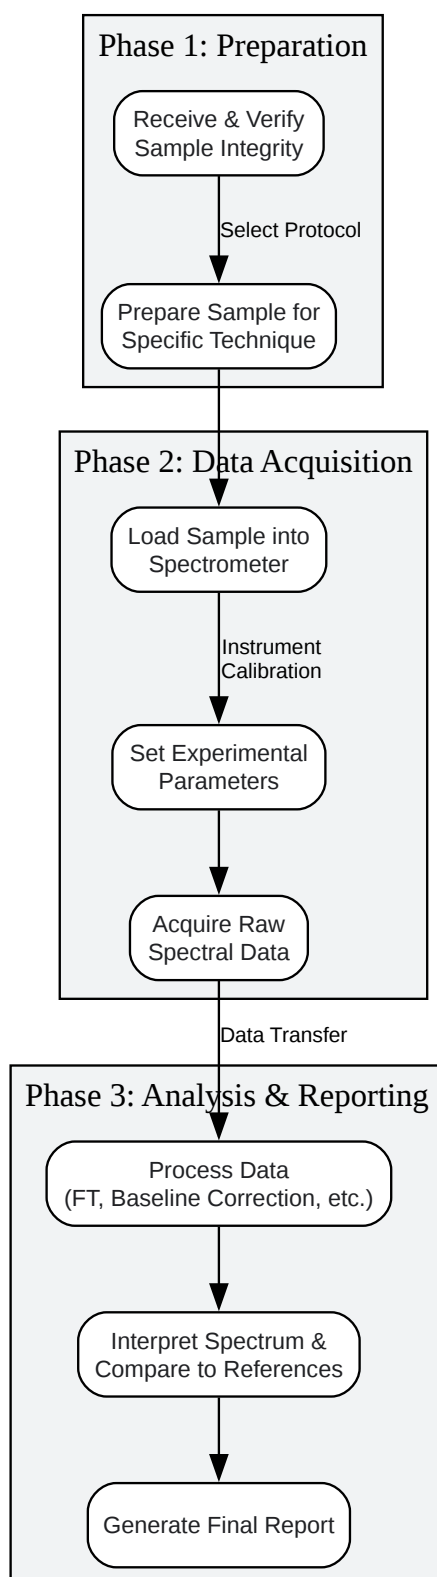 Phase 1: Preparation
Receive & Verify
Sample Integrity
Select Protocol
Prepare Sample for
Specific Technique
Phase 2: Data Acquisition
Load Sample into
Spectrometer
Instrument
Calibration
Set Experimental
Parameters
Acquire Raw
Spectral Data
Data Transfer
Phase 3: Analysis & Reporting
Process Data
(FT, Baseline Correction, etc.)
Interpret Spectrum &
Compare to References
Generate Final Report